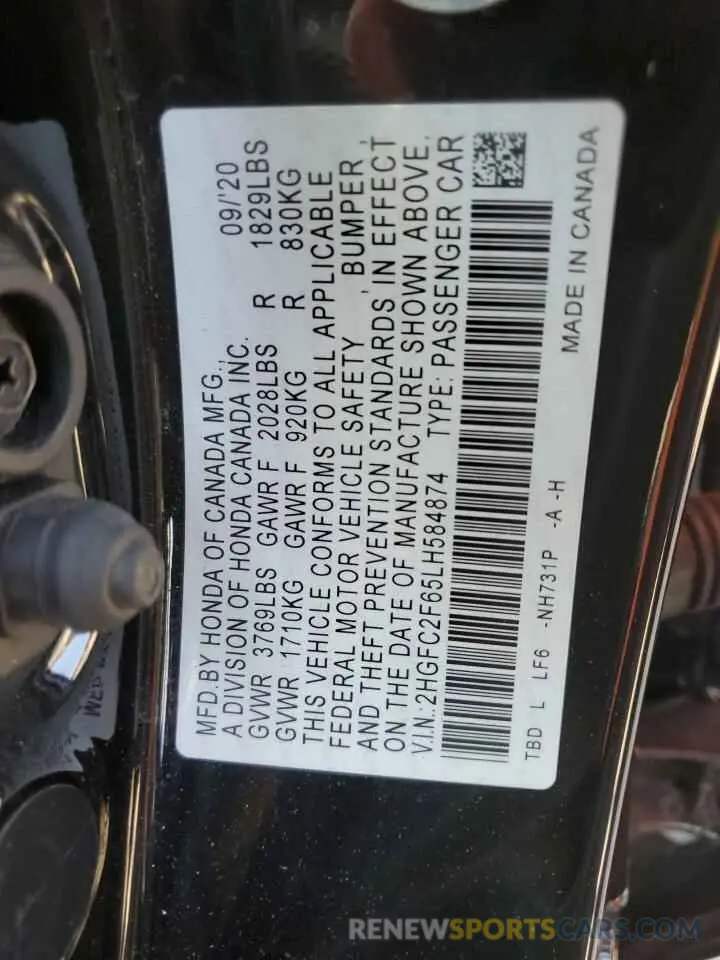 MFD.BY HONDA OF CANADA MFG., 09/'20
A DIVISION OF HONDA CANADA INC.
GVWR 3769LBS GAWR F 2028LBS R 1829LBS
GVWR 1710KG GAWR F 920KG R 830KG
THIS VEHICLE CONFORMS TO ALL APPLICABLE
FEDERAL MOTOR VEHICLE SAFETY , BUMPER ,
AND THEFT PREVENTION STANDARDS IN EFFECT
ON THE DATE OF MANUFACTURE SHOWN ABOVE.
V.I.N.:2HGFC2F65LH584874 TYPE: PASSENGER CAR
TBD L LF6 -NH731P -A-H MADE IN CANADA
RENEWSPORTSCARS.COM